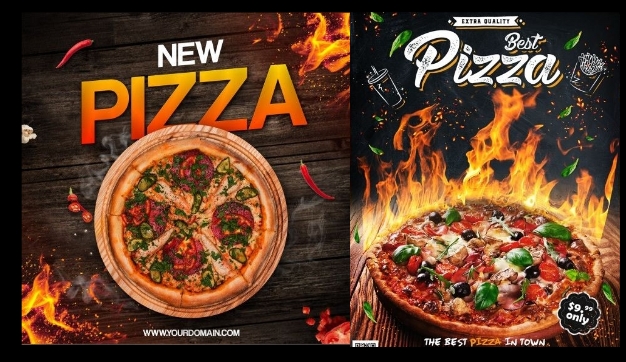 NEW
PIZZA
WWW.YOURDOMAIN.COM
EXTRA QUALITY
Best
Pizza
$9.99
only
THE BEST PIZZA IN TOWN